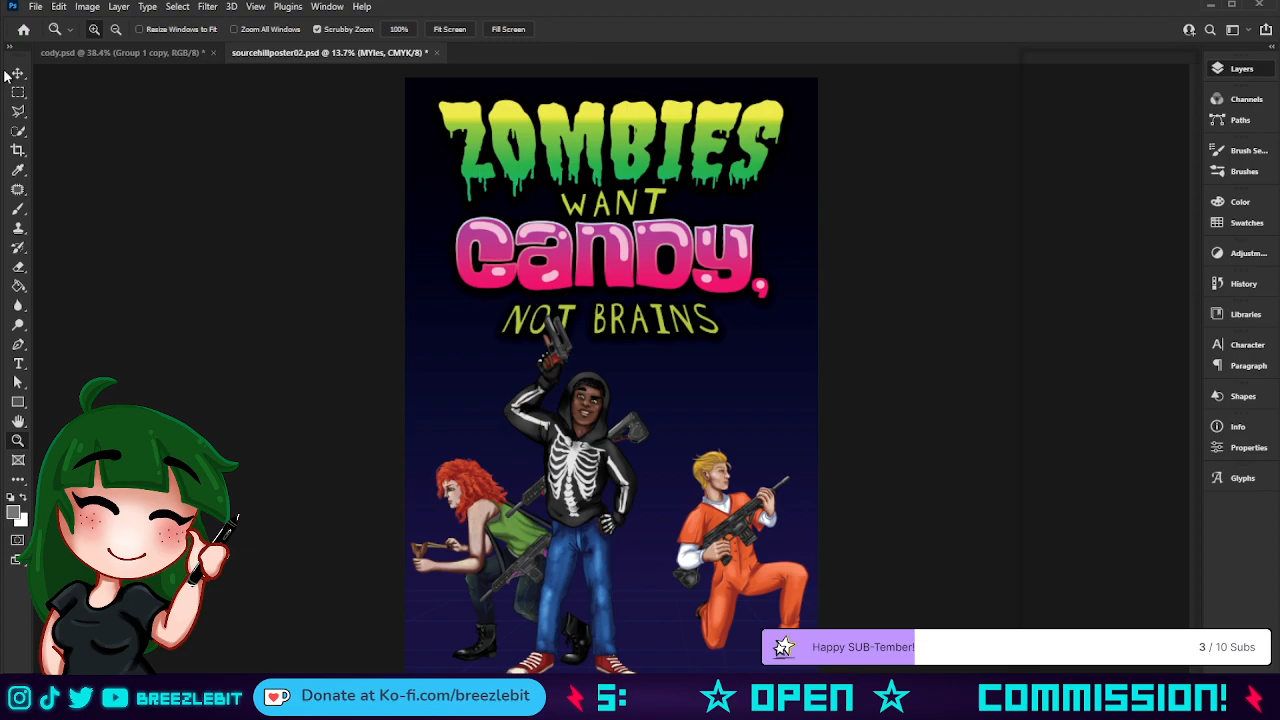 Ps File Edit Image Layer Type Select Filter 3D View Plugins Window Help
Resize Windows to Fit Zoom All Windows Scrubby Zoom 100% Fit Screen Fill Screen
cody.psd @ 38.4% (Group 1 copy, RGB/8) * × sourcehillposter02.psd @ 13.7% (MYles, CMYK/8) * ×
Layers
Channels
Paths
Brush Se...
Brushes
Color
Swatches
Adjustm...
History
Libraries
Character
Paragraph
Shapes
Info
Properties
Glyphs
ZOMBIES
WANT
CANDY,
NOT BRAINS
Happy SUB-Tember! 3 / 10 Subs
BREEZLEBIT Donate at Ko-fi.com/breezlebit S: OPEN COMMISSION!